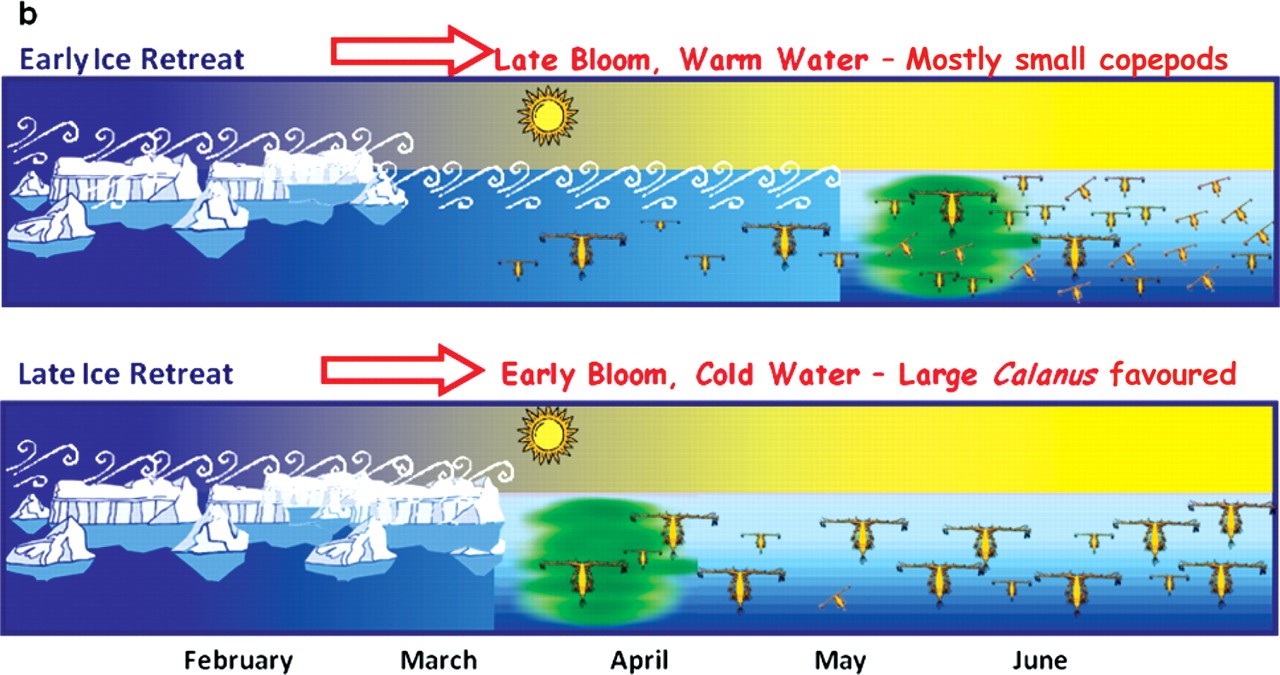 b
Early Ice Retreat
Late Bloom, Warm Water – Mostly small copepods
Late Ice Retreat
Early Bloom, Cold Water – Large Calanus favoured
February March April May June